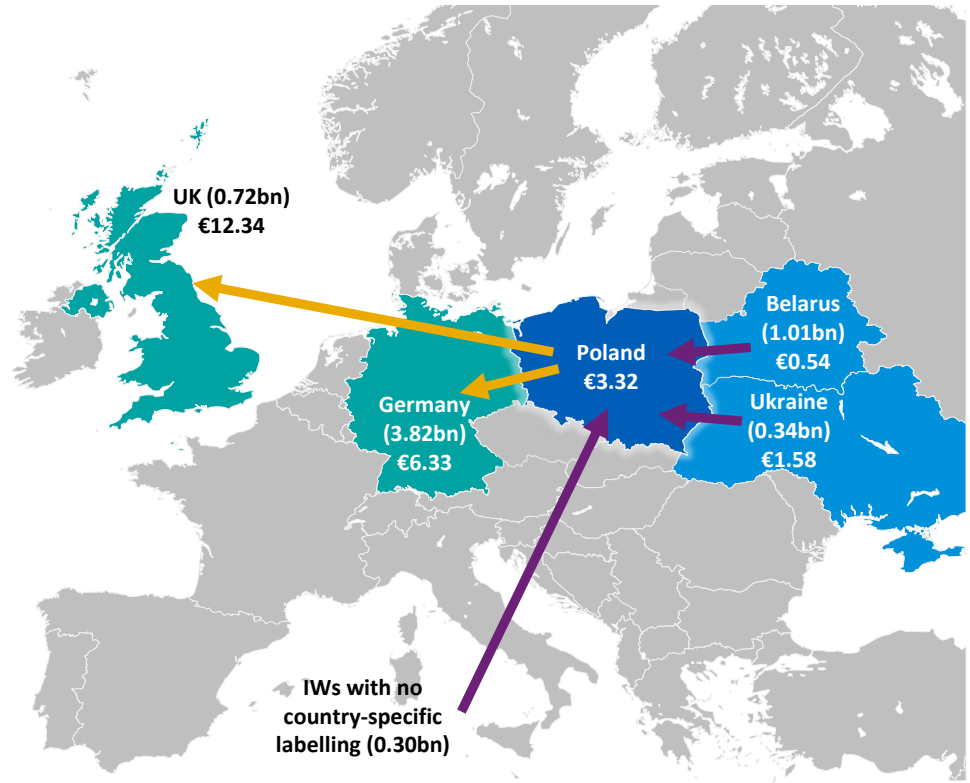 UK (0.72bn)
€12.34
Belarus
(1.01bn)
€0.54
Poland
€3.32
Germany
(3.82bn)
€6.33
Ukraine
(0.34bn)
€1.58
IWs with no
country-specific
labelling (0.30bn)